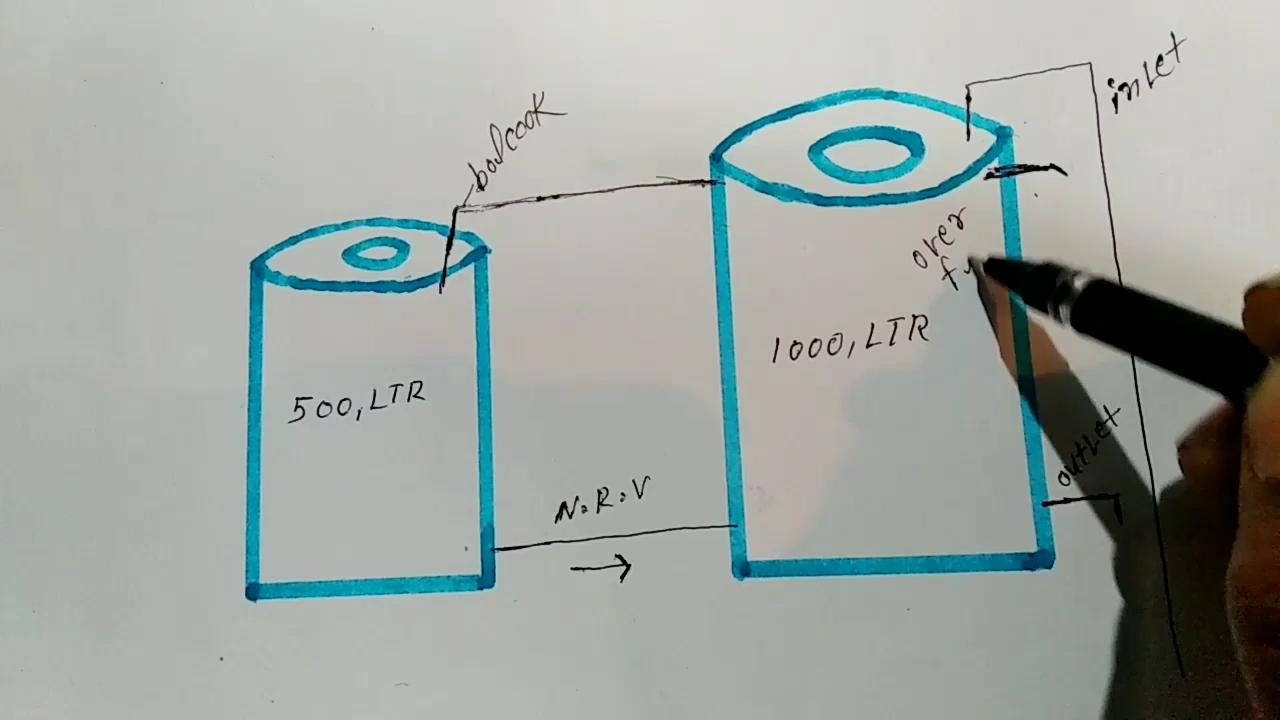 inLet
balcook
over
500, LTR
1000, LTR
outLet
N.R.V